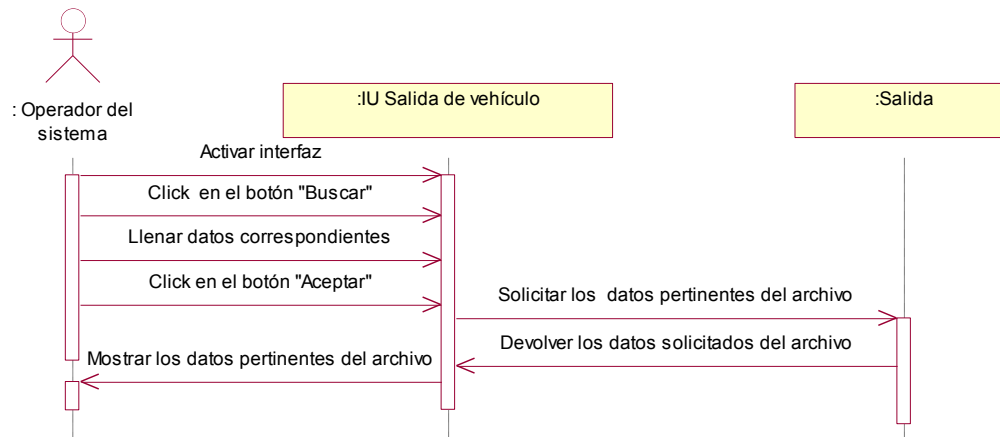 : Operador del
sistema
:IU Salida de vehículo
:Salida
Activar interfaz
Click en el botón "Buscar"
Llenar datos correspondientes
Click en el botón "Aceptar"
Solicitar los datos pertinentes del archivo
Devolver los datos solicitados del archivo
Mostrar los datos pertinentes del archivo